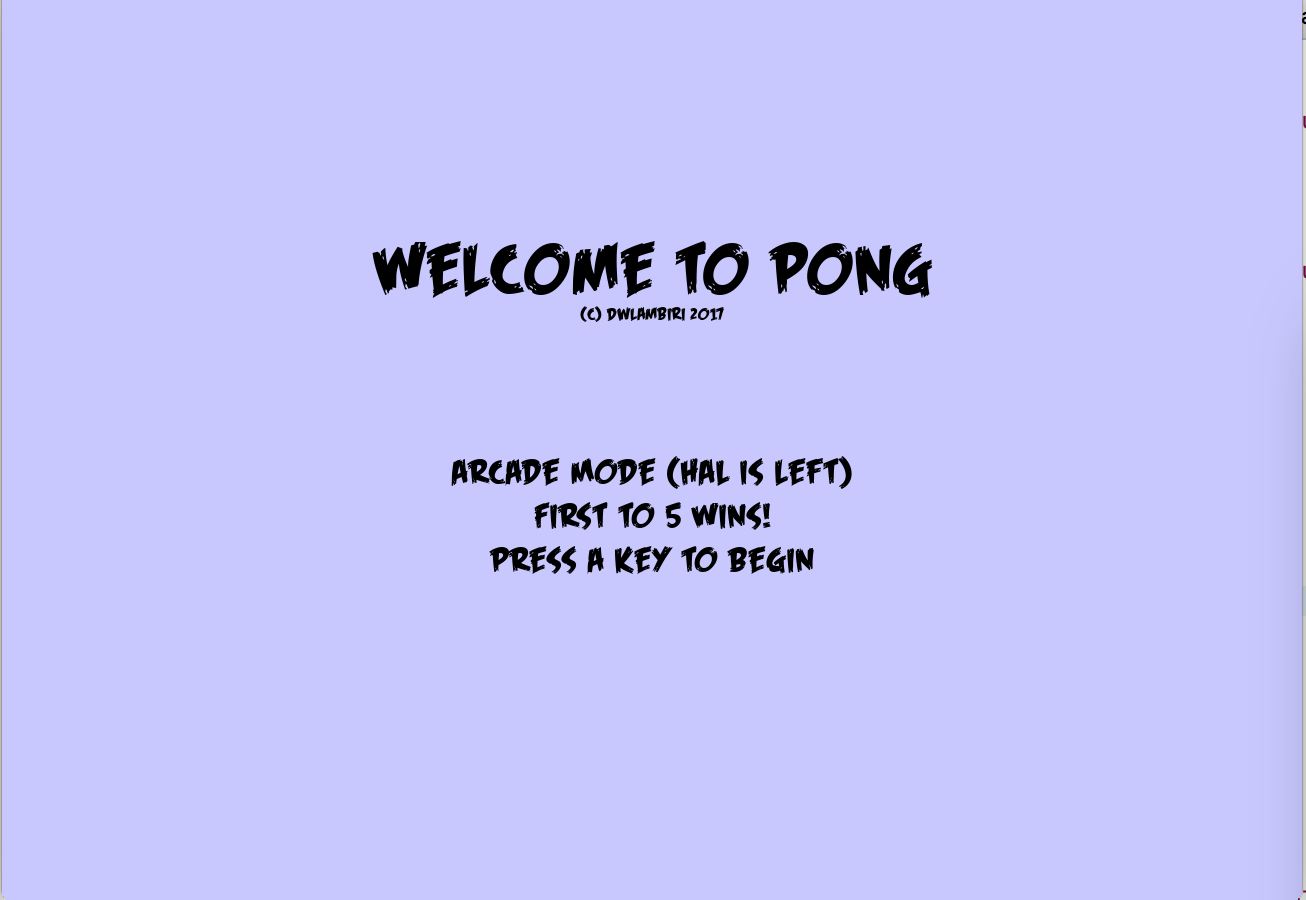 WELCOME TO PONG
(C) DWLAMBIRI 2017
ARCADE MODE (HAL IS LEFT)
FIRST TO 5 WINS!
PRESS A KEY TO BEGIN